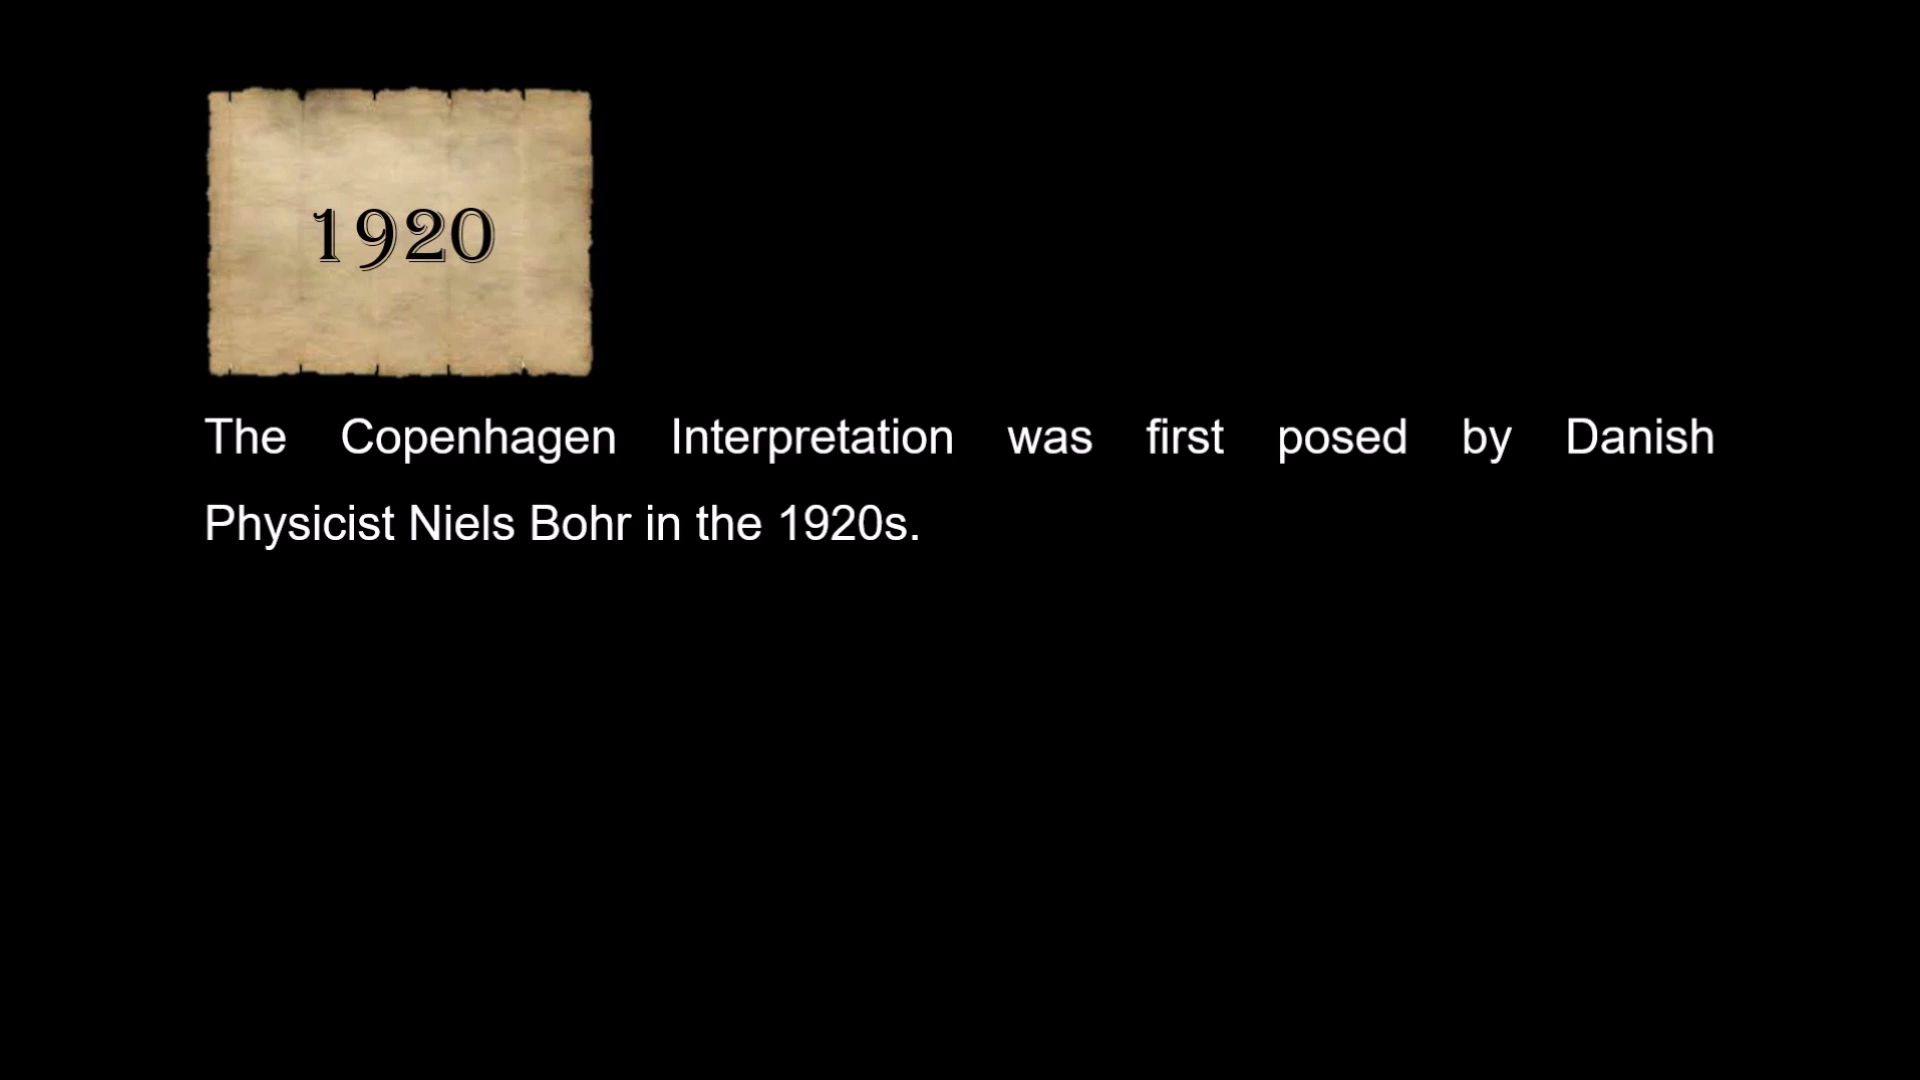 1920
The Copenhagen Interpretation was first posed by Danish
Physicist Niels Bohr in the 1920s.